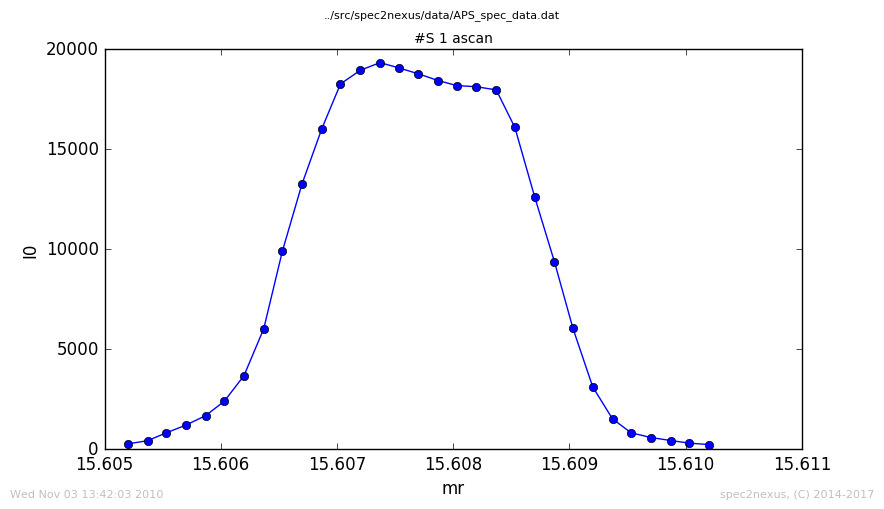 ../src/spec2nexus/data/APS_spec_data.dat
#S 1 ascan
20000
15000
10000
5000
0
I0
15.605 15.606 15.607 15.608 15.609 15.610 15.611
mr
Wed Nov 03 13:42:03 2010 spec2nexus, (C) 2014-2017